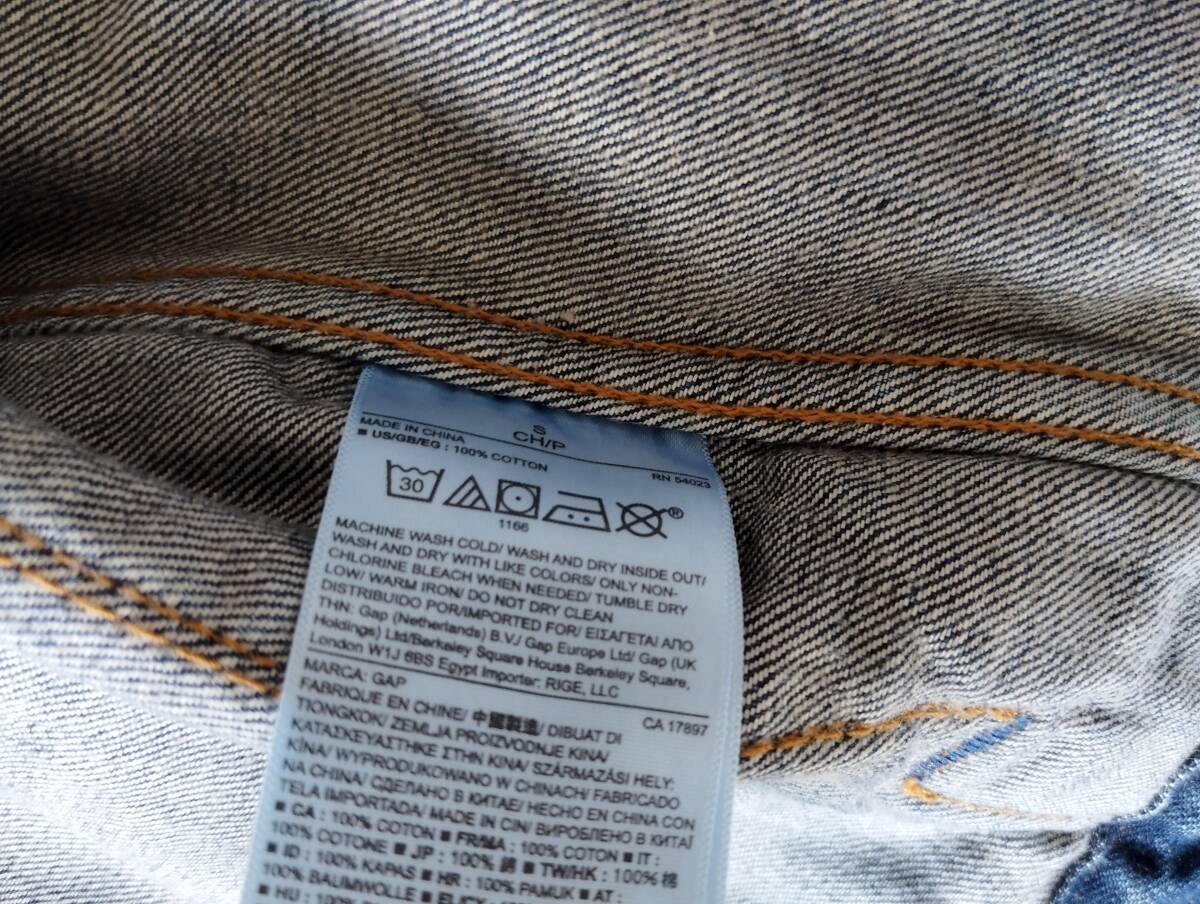 S
CH/P
MADE IN CHINA
RN 54023
■ US/GB/EG : 100% COTTON
30
1166
®
MACHINE WASH COLD/ WASH AND DRY INSIDE OUT/
WASH AND DRY WITH LIKE COLORS/ ONLY NON-
CHLORINE BLEACH WHEN NEEDED/ TUMBLE DRY
LOW/ WARM IRON/ DO NOT DRY CLEAN
DISTRIBUIDO POR/IMPORTED FOR/ ΕΙΣΑΓΕΤΑΙ ΑΠΟ
ΤΗΝ: Gap (Netherlands) B.V./ Gap Europe Ltd/ Gap (UK
Holdings) Ltd/Berkeley Square House Berkeley Square,
London W1J 6BS Egypt Importer: RIGE, LLC
MARCA: GAP
CA 17897
FABRIQUE EN CHINE/ 中國製造/ DIBUAT DI
TIONGKOK/ ZEMLJA PROIZVODNJE KINA/
ΚΑΤΑΣΚΕΥΑΣΤΗΚΕ ΣΤΗΝ ΚΙΝΑ/ SZÁRMAZÁSI HELY:
KÍNA/ WYPRODUKOWANO W CHINACH/ FABRICADO
NA CHINA/ СДЕЛАНО В КИТАЕ/ HECHO EN CHINA CON
TELA IMPORTADA/ MADE IN CIN/ ВИРОБЛЕНО В КИТАЇ
■ CA : 100% COTTON ■ FR/MA : 100% COTON ■ IT :
100% COTONE ■ JP : 100% 綿 ■ TW/HK : 100% 棉
■ ID : 100% KAPAS ■ HR : 100% PAMUK ■ AT :
100% BAUMWOLLE
■ HU : 100%